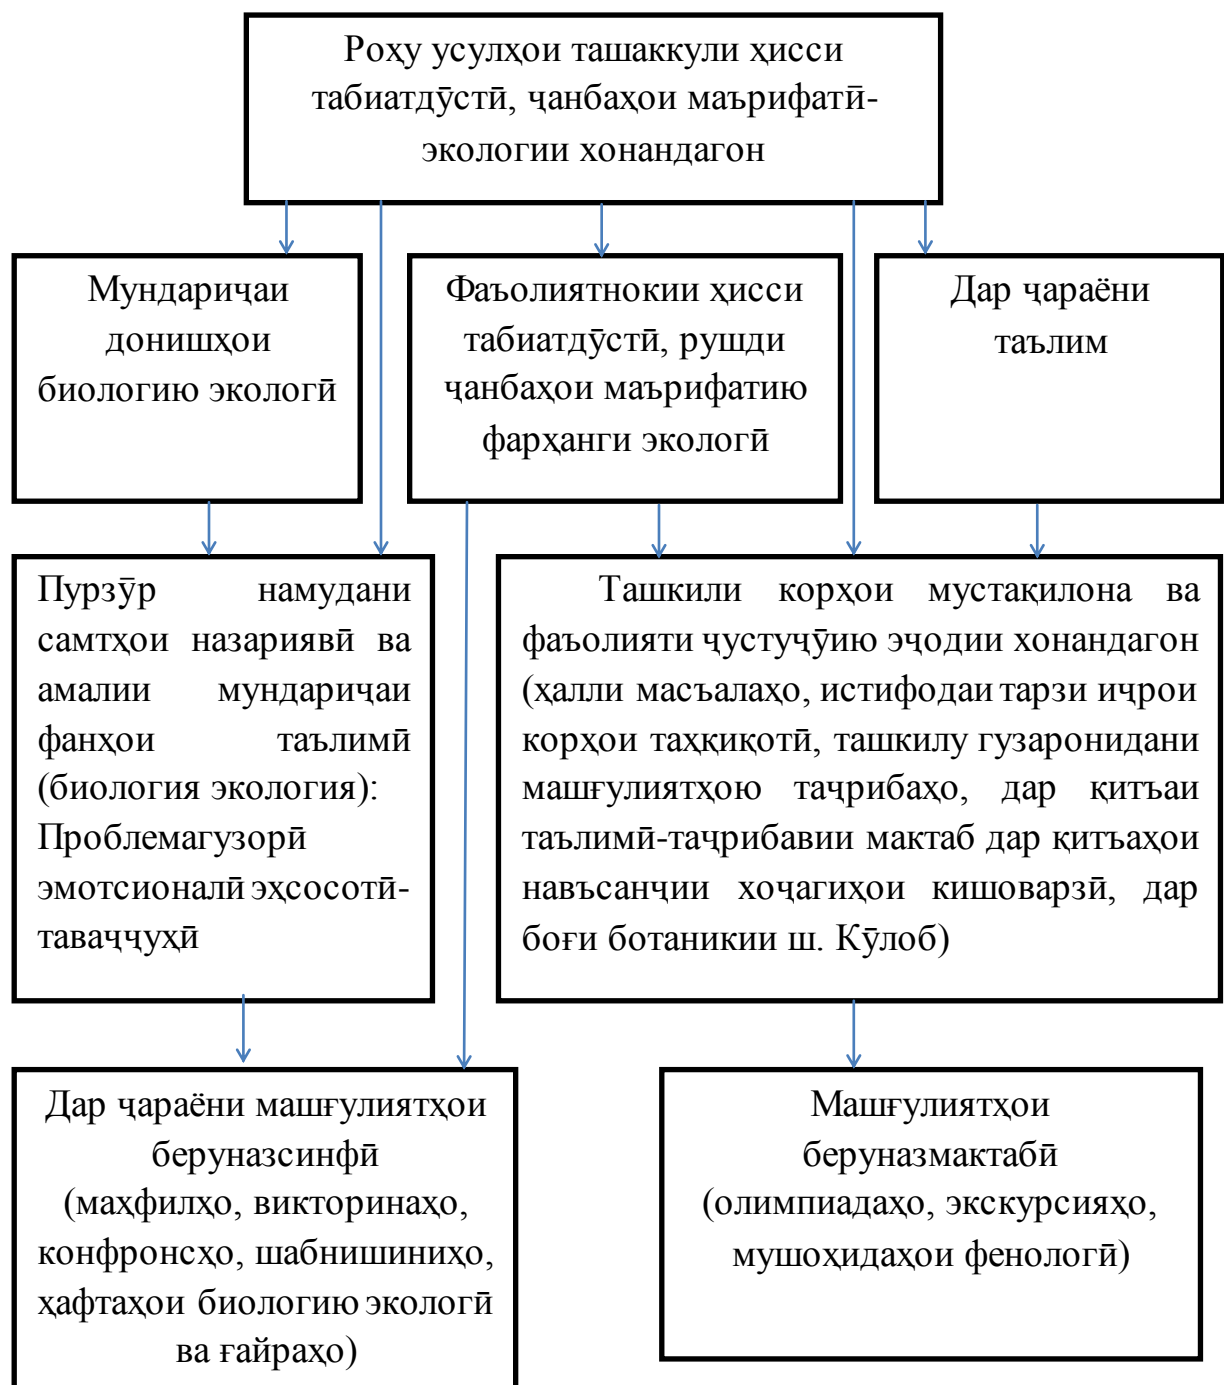 Роҳу усулҳои ташаккули ҳисси
табиатдӯстӣ, ҷанбаҳои маърифатӣ-
экологии хонандагон
Мундариҷаи
донишҳои
биологию экологӣ
Фаъолиятнокии ҳисси
табиатдӯстӣ, рушди
ҷанбаҳои маърифатию
фарҳанги экологӣ
Дар ҷараёни
таълим
Пурзӯр намудани
самтҳои назариявӣ ва
амалии мундариҷаи
фанҳои таълимӣ
(биология экология):
Проблемагузорӣ
эмотсионалӣ эҳсосотӣ-
таваҷҷуҳӣ
Ташкили корҳои мустақилона ва
фаъолияти ҷустуҷӯию эҷодии хонандагон
(ҳалли масъалаҳо, истифодаи тарзи иҷрои
корҳои таҳқиқотӣ, ташкилу гузаронидани
машғулиятҳою таҷрибаҳо, дар қитъаи
таълимӣ-таҷрибавии мактаб дар қитъаҳои
навъсанҷии хоҷагиҳои кишоварзӣ, дар
боғи ботаникии ш. Кӯлоб)
Дар ҷараёни машғулиятҳои
беруназсинфӣ
(маҳфилҳо, викторинаҳо,
конфронсҳо, шабнишиниҳо,
ҳафтаҳои биологию экологӣ
ва ғайраҳо)
Машғулиятҳои
беруназмактабӣ
(олимпиадаҳо, экскурсияҳо,
мушоҳидаҳои фенологӣ)